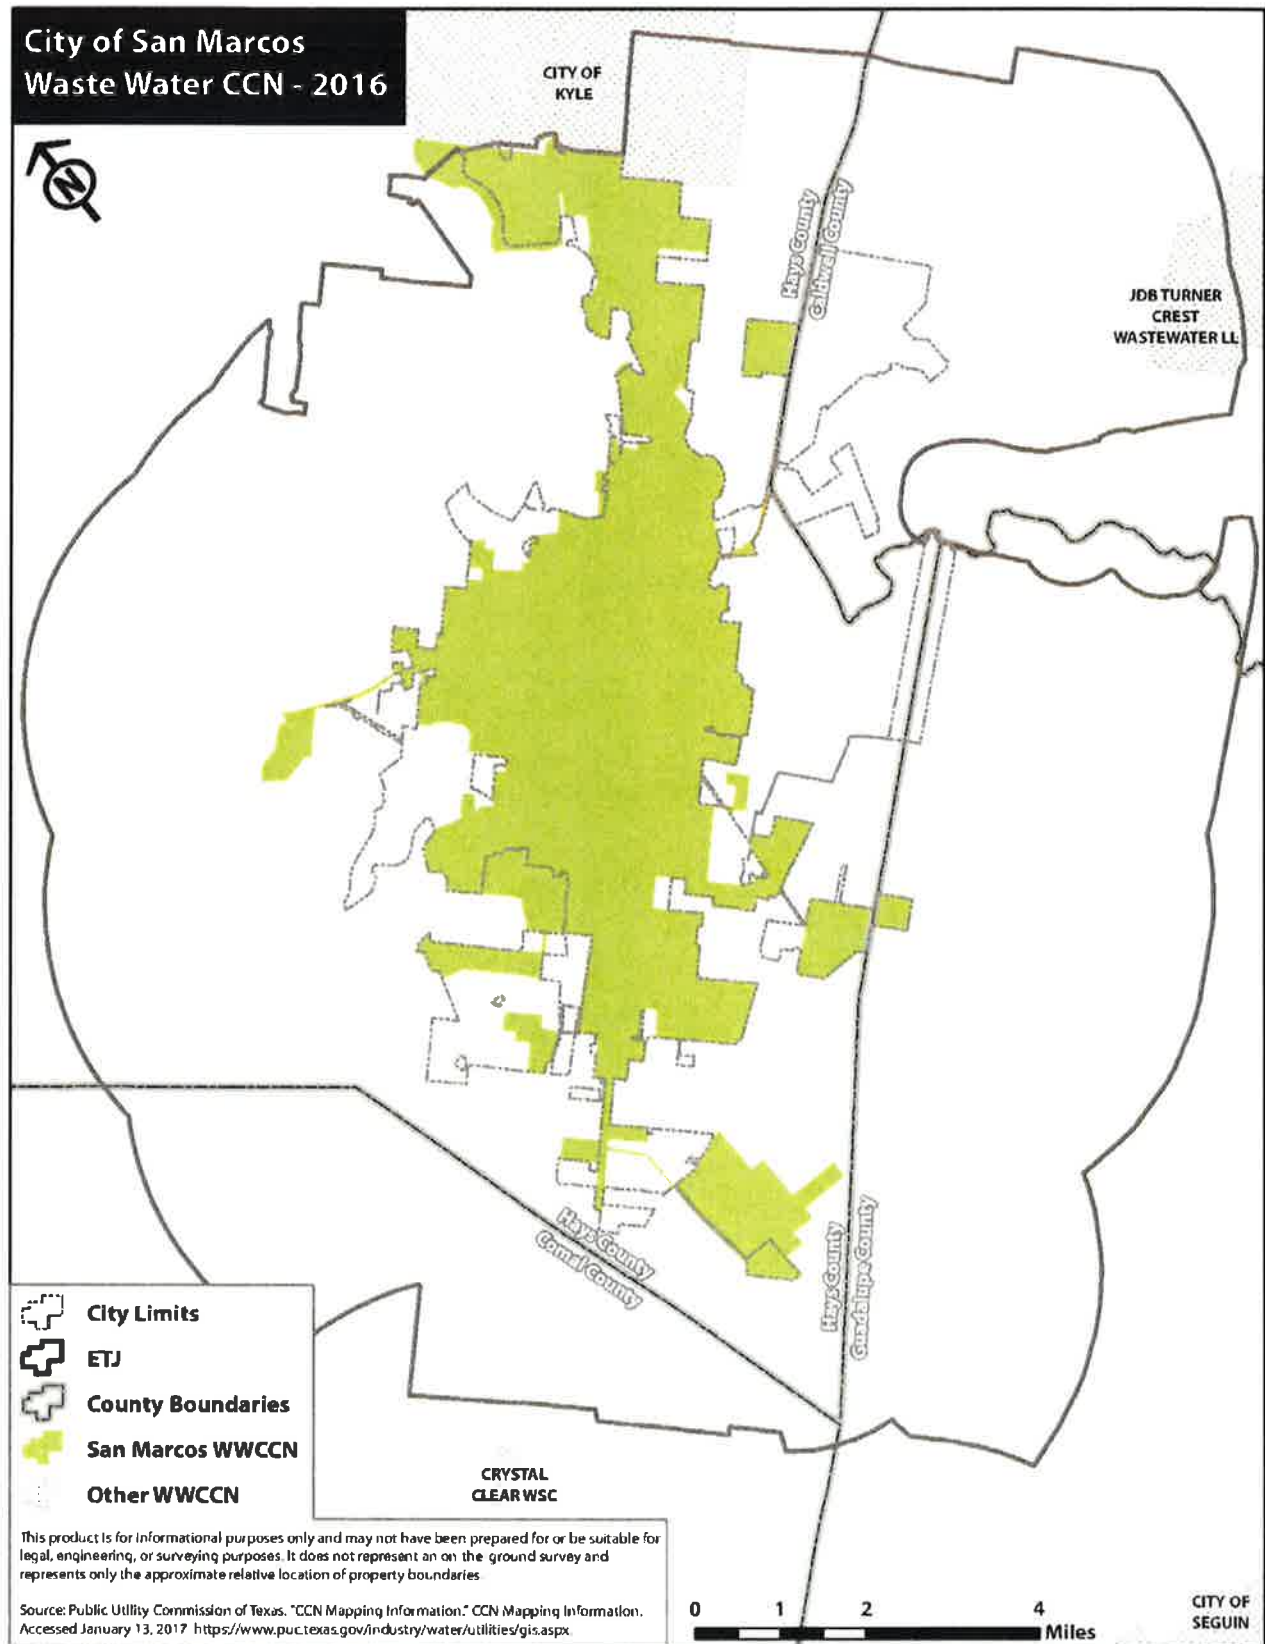 City of San Marcos
Waste Water CCN - 2016
N
CITY OF
KYLE
Hays County
Caldwell County
JDB TURNER
CREST
WASTEWATER LL
Hays County
Comal County
Hays County
Guadalupe County
City Limits
ETJ
County Boundaries
San Marcos WWCCN
Other WWCCN
CRYSTAL
CLEAR WSC
This product is for informational purposes only and may not have been prepared for or be suitable for
legal, engineering, or surveying purposes. It does not represent an on the ground survey and
represents only the approximate relative location of property boundaries
Source: Public Utility Commission of Texas. "CCN Mapping Information." CCN Mapping Information.
Accessed January 13, 2017 https://www.puc.texas.gov/industry/water/utilities/gis.aspx
0 1 2 4
Miles
CITY OF
SEGUIN